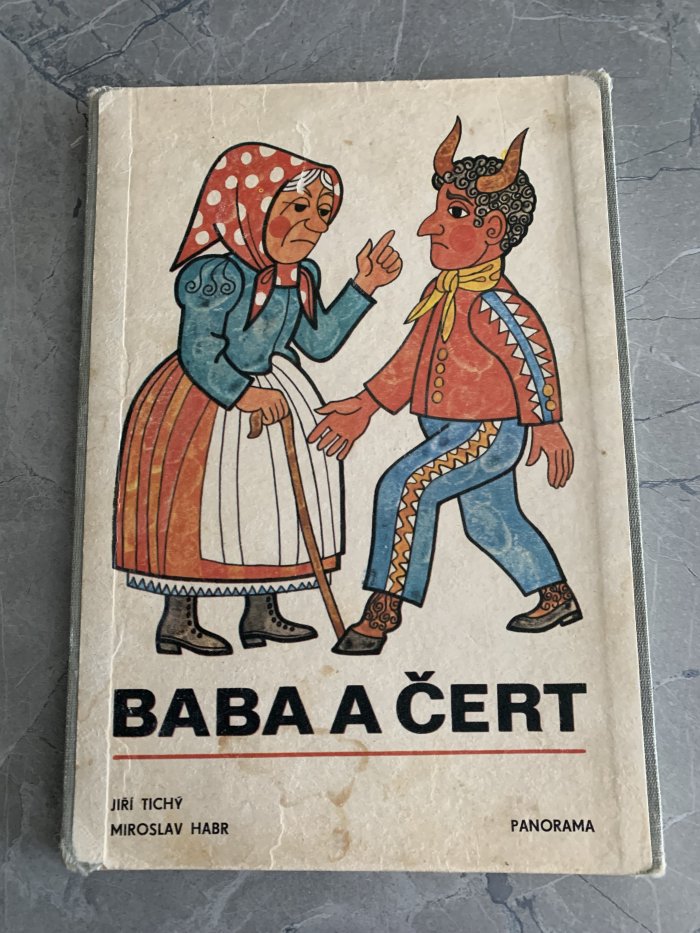 BABA A ČERT
JIŘÍ TICHÝ
MIROSLAV HABR
PANORAMA